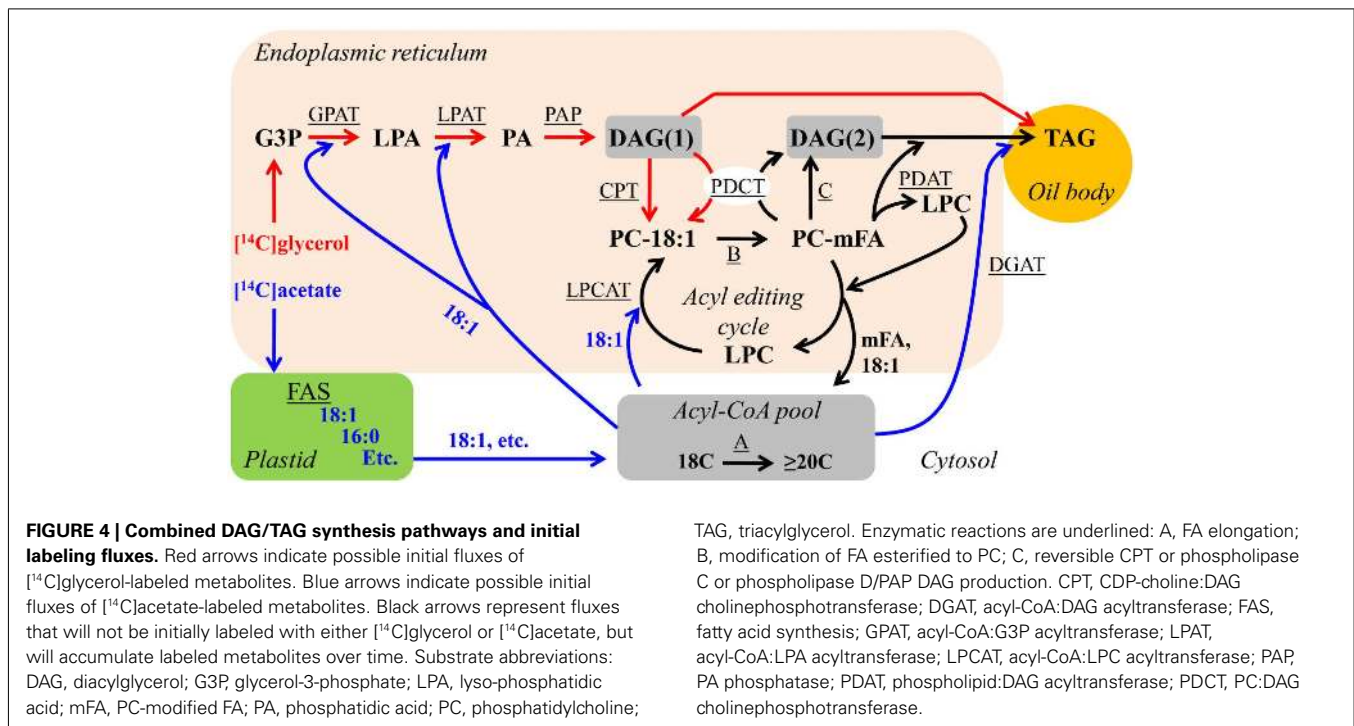 Endoplasmic reticulum
GPAT
LPAT
PAP
G3P
LPA
PA
DAG(1)
DAG(2)
TAG
Oil body
CPT
PDCT
C
PDAT
LPC
[¹⁴C]glycerol
PC-18:1
B
PC-mFA
DGAT
[¹⁴C]acetate
LPCAT
Acyl editing
cycle
18:1
18:1
LPC
mFA,
18:1
FAS
18:1
16:0
Etc.
Plastid
18:1, etc.
Acyl-CoA pool
A
18C
≥20C
Cytosol
FIGURE 4 | Combined DAG/TAG synthesis pathways and initial
labeling fluxes. Red arrows indicate possible initial fluxes of
[¹⁴C]glycerol-labeled metabolites. Blue arrows indicate possible initial
fluxes of [¹⁴C]acetate-labeled metabolites. Black arrows represent fluxes
that will not be initially labeled with either [¹⁴C]glycerol or [¹⁴C]acetate, but
will accumulate labeled metabolites over time. Substrate abbreviations:
DAG, diacylglycerol; G3P, glycerol-3-phosphate; LPA, lyso-phosphatidic
acid; mFA, PC-modified FA; PA, phosphatidic acid; PC, phosphatidylcholine;
TAG, triacylglycerol. Enzymatic reactions are underlined: A, FA elongation;
B, modification of FA esterified to PC; C, reversible CPT or phospholipase
C or phospholipase D/PAP DAG production. CPT, CDP-choline:DAG
cholinephosphotransferase; DGAT, acyl-CoA:DAG acyltransferase; FAS,
fatty acid synthesis; GPAT, acyl-CoA:G3P acyltransferase; LPAT,
acyl-CoA:LPA acyltransferase; LPCAT, acyl-CoA:LPC acyltransferase; PAP,
PA phosphatase; PDAT, phospholipid:DAG acyltransferase; PDCT, PC:DAG
cholinephosphotransferase.